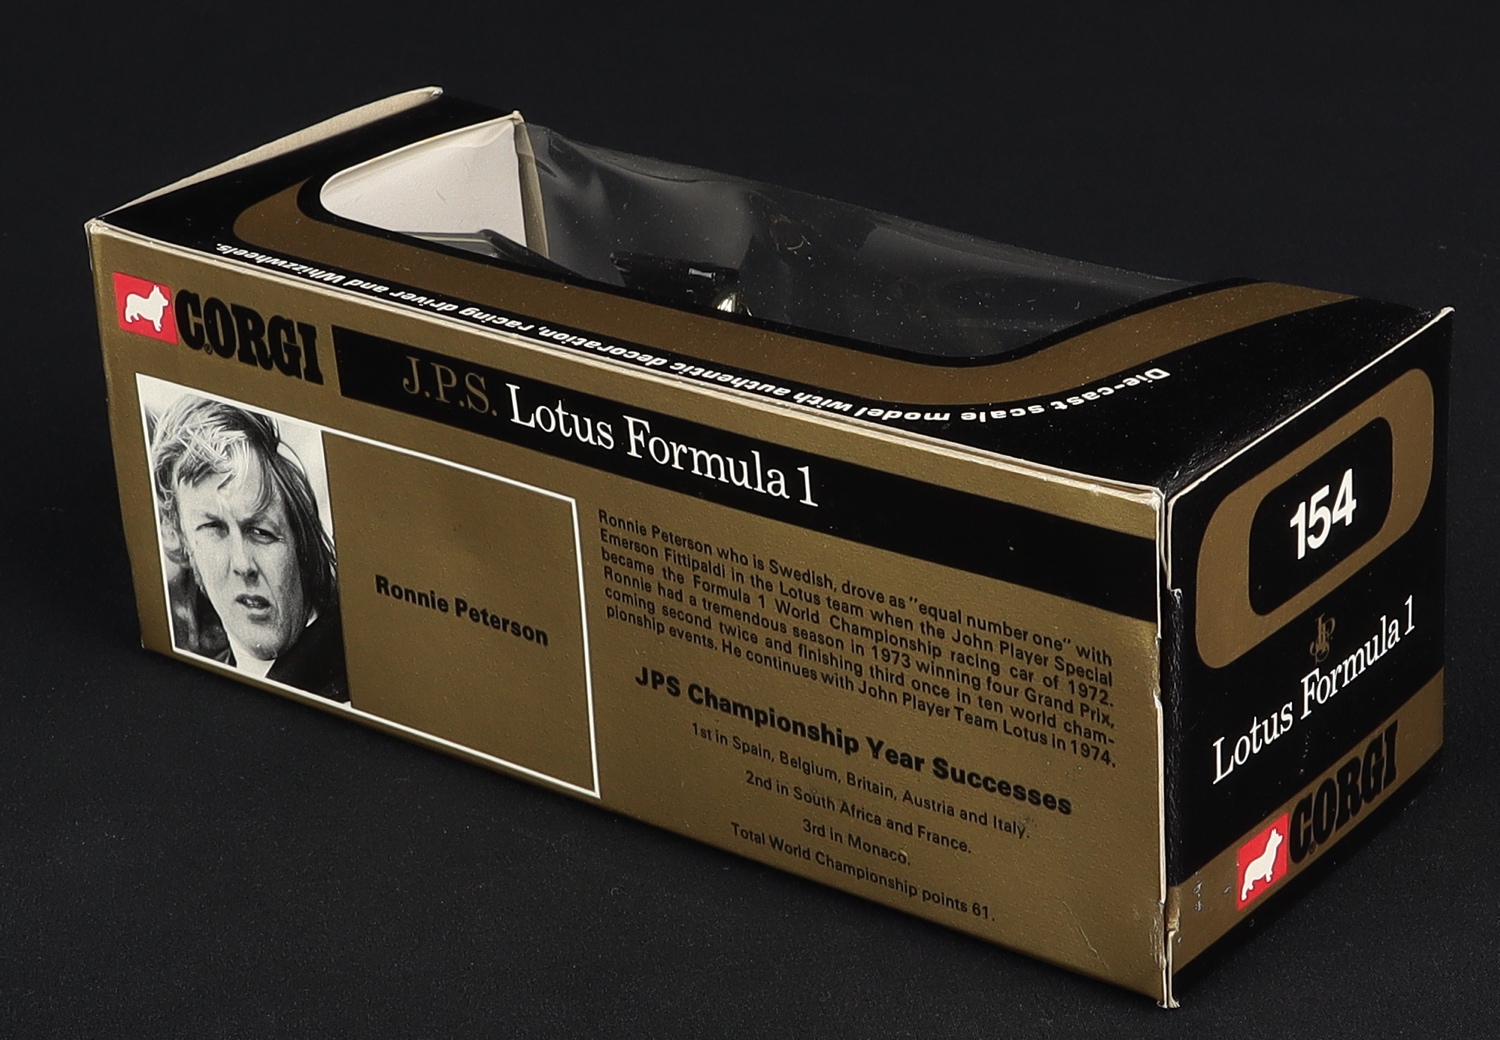 Die-cast scale model with authentic decoration, racing driver and Whizzwheels.
CORGI
J.P.S. Lotus Formula 1
Ronnie Peterson
Ronnie Peterson who is Swedish, drove as "equal number one" with
Emerson Fittipaldi in the Lotus team when the John Player Special
became the Formula 1 World Championship racing car of 1972.
Ronnie had a tremendous season in 1973 winning four Grand Prix,
coming second twice and finishing third once in ten world cham-
pionship events. He continues with John Player Team Lotus in 1974.
JPS Championship Year Successes
1st in Spain, Belgium, Britain, Austria and Italy.
2nd in South Africa and France.
3rd in Monaco.
Total World Championship points 61.
154
JPS
Lotus Formula 1
CORGI